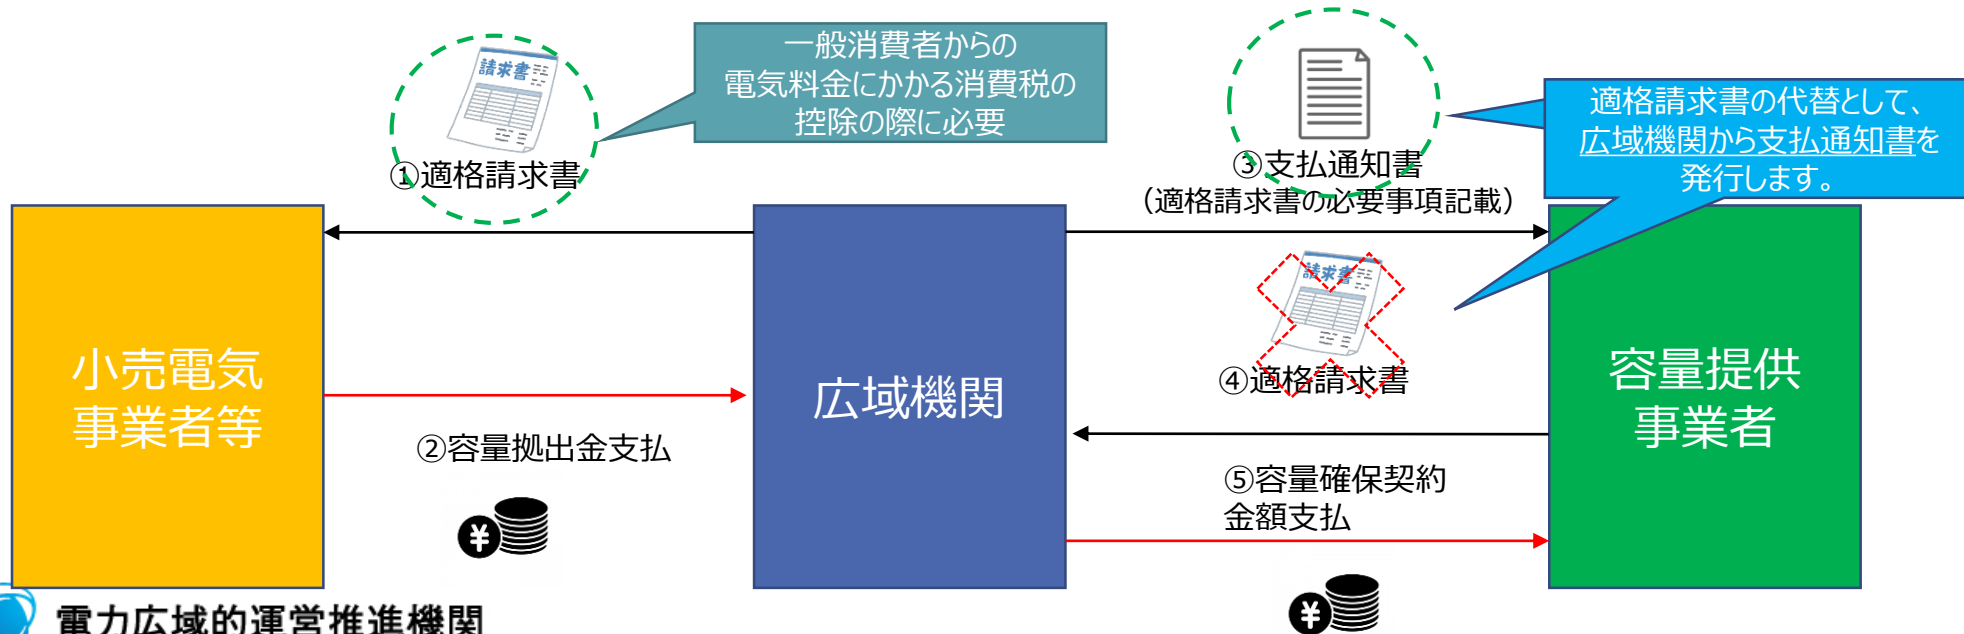 一般消費者からの
電気料金にかかる消費税の
控除の際に必要
請求書
①適格請求書
③支払通知書
（適格請求書の必要事項記載）
適格請求書の代替として、
広域機関から支払通知書を
発行します。
小売電気
事業者等
②容量拠出金支払
¥
広域機関
請求書
④適格請求書
⑤容量確保契約
金額支払
¥
容量提供
事業者
電力広域的運営推進機関